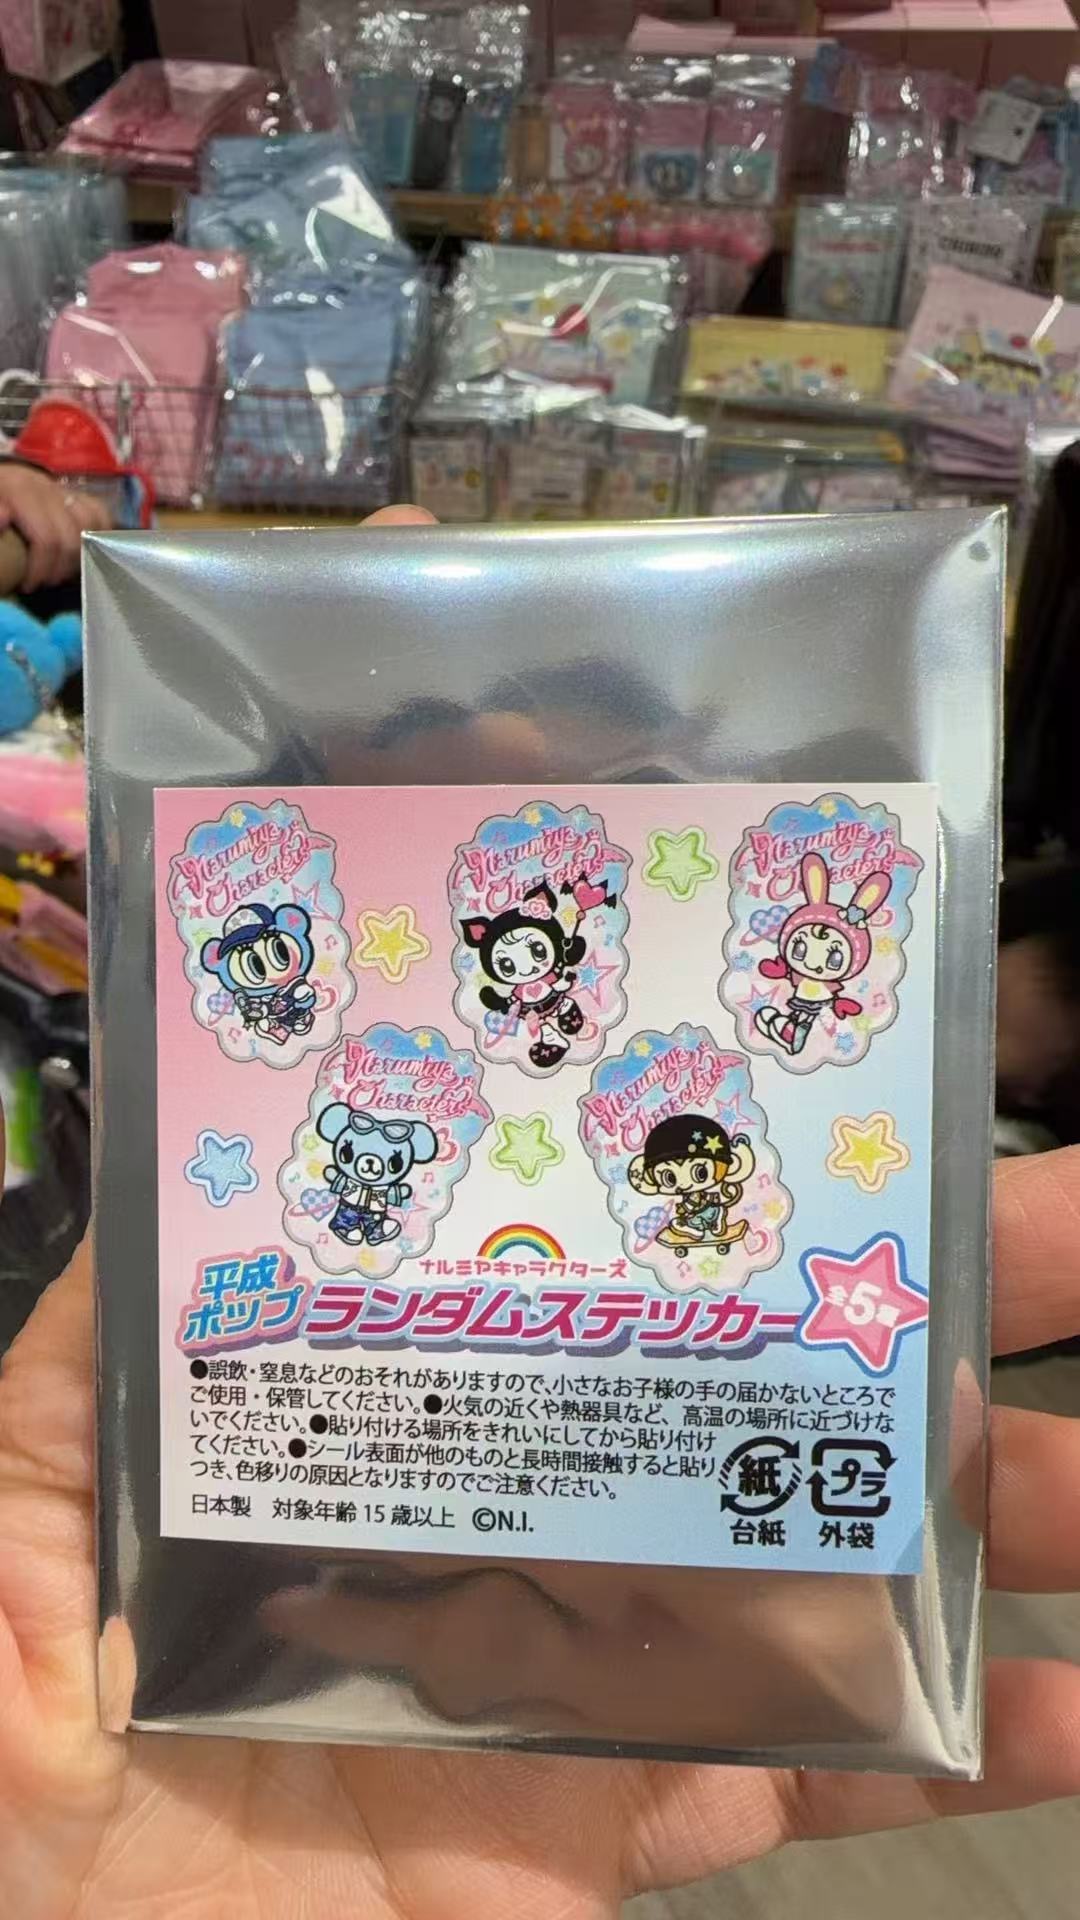 Narumiya
Character
Narumiya
Character
Narumiya
Character
Narumiya
Character
Narumiya
Character
ナルミヤキャラクターズ
平成
ポップ
ランダムステッカー
全5種
●誤飲・窒息などのおそれがありますので、小さなお子様の手の届かないところで
ご使用・保管してください。●火気の近くや熱器具など、高温の場所に近づけな
いでください。●貼り付ける場所をきれいにしてから貼り付け
てください。●シール表面が他のものと長時間接触すると貼り
つき、色移りの原因となりますのでご注意ください。
日本製 対象年齢15歳以上 ©N.I.
紙
台紙
プラ
外袋